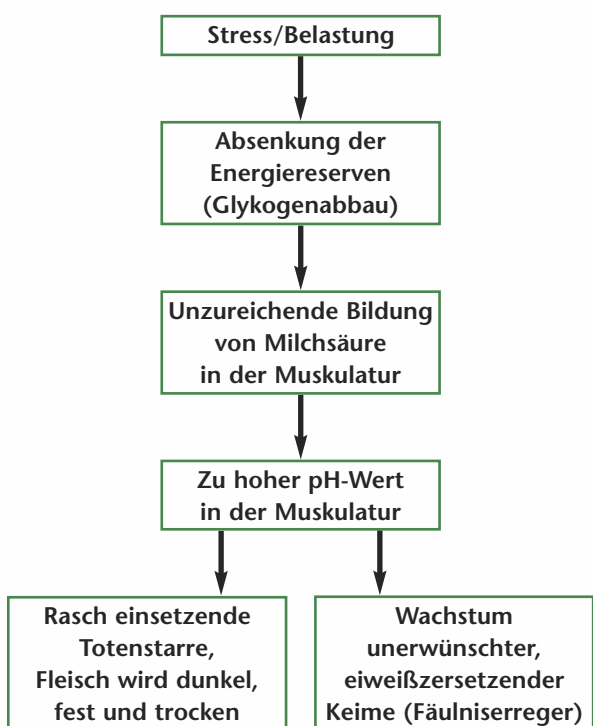 Stress/Belastung
Absenkung der
Energiereserven
(Glykogenabbau)
Unzureichende Bildung
von Milchsäure
in der Muskulatur
Zu hoher pH-Wert
in der Muskulatur
Rasch einsetzende
Totenstarre,
Fleisch wird dunkel,
fest und trocken
Wachstum
unerwünschter,
eiweißzersetzender
Keime (Fäulniserreger)